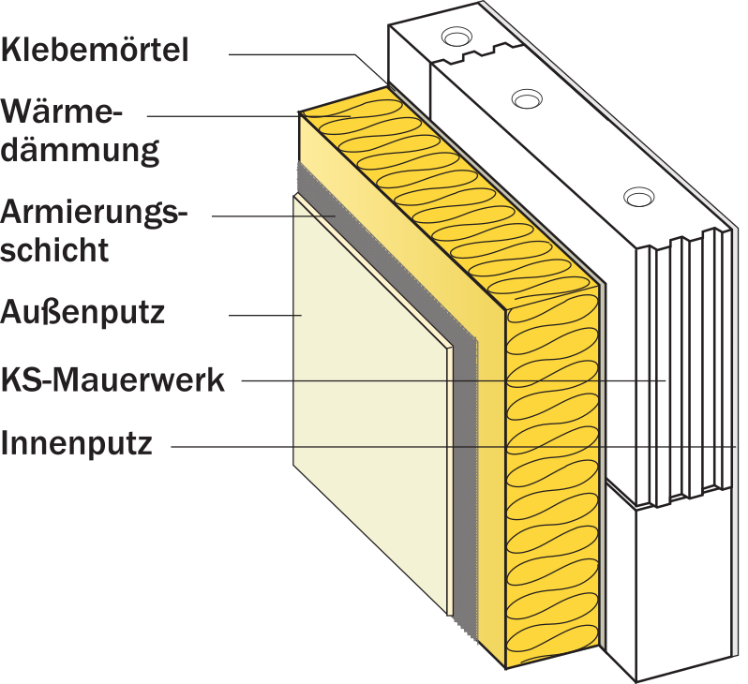 Klebemörtel
Wärme-
dämmung
Armierungs-
schicht
Außenputz
KS-Mauerwerk
Innenputz